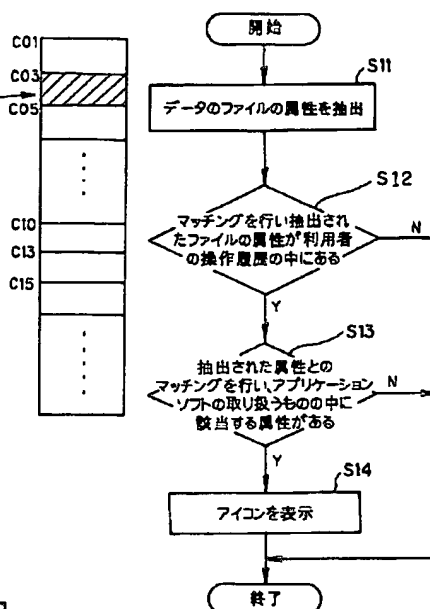 C01
C03
C05
C10
C13
C15
開始
S11
データのファイルの属性を抽出
S12
マッチングを行い抽出され
たファイルの属性が利用者
の操作履歴の中にある
N
Y
S13
抽出された属性との
マッチングを行い、アプリケーション
ソフトの取り扱うものの中に
該当する属性がある
N
Y
S14
アイコンを表示
終了